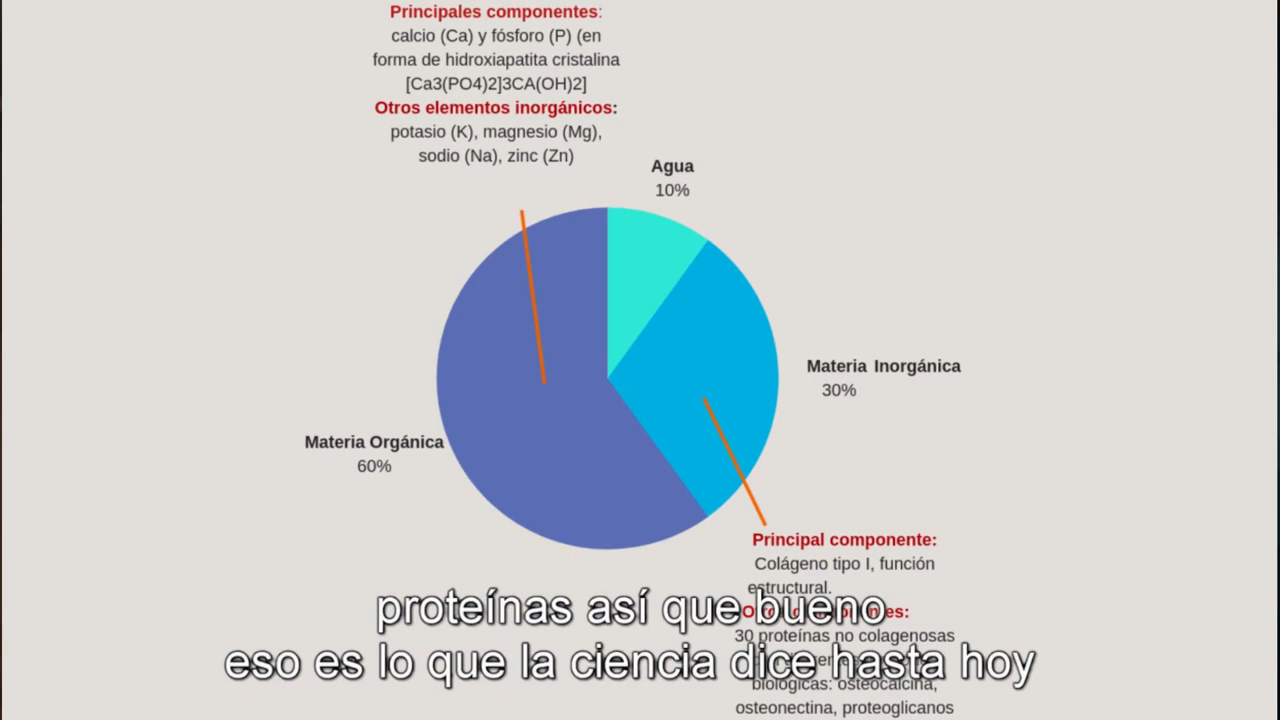 Principales componentes:
calcio (Ca) y fósforo (P) (en
forma de hidroxiapatita cristalina
[Ca3(PO4)2]3CA(OH)2]
Otros elementos inorgánicos:
potasio (K), magnesio (Mg),
sodio (Na), zinc (Zn)
Agua
10%
Materia Inorgánica
30%
Materia Orgánica
60%
Principal componente:
Colágeno tipo I, función
estructural.
30 proteínas no colagenosas
biológicas: osteocalcina,
osteonectina, proteoglicanos
proteínas así que bueno
eso es lo que la ciencia dice hasta hoy